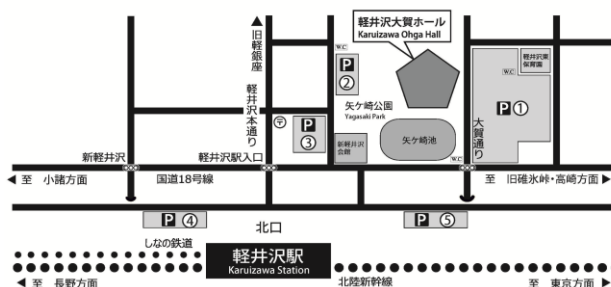 ▲旧軽銀座
軽井沢大賀ホール
Karuizawa Ohga Hall
W.C
P②
軽井沢東
保育園
W.C
P①
軽井沢本通り
矢ケ崎公園
Yagasaki Park
P③
大賀通り
新軽井沢
会館
矢ケ崎池
W.C
新軽井沢
軽井沢駅入口
◀至 小諸方面
国道18号線
至 旧碓氷峠・高崎方面▶
P④
北口
P⑤
しなの鉄道
軽井沢駅
Karuizawa Station
◀至 長野方面
北陸新幹線
至 東京方面▶